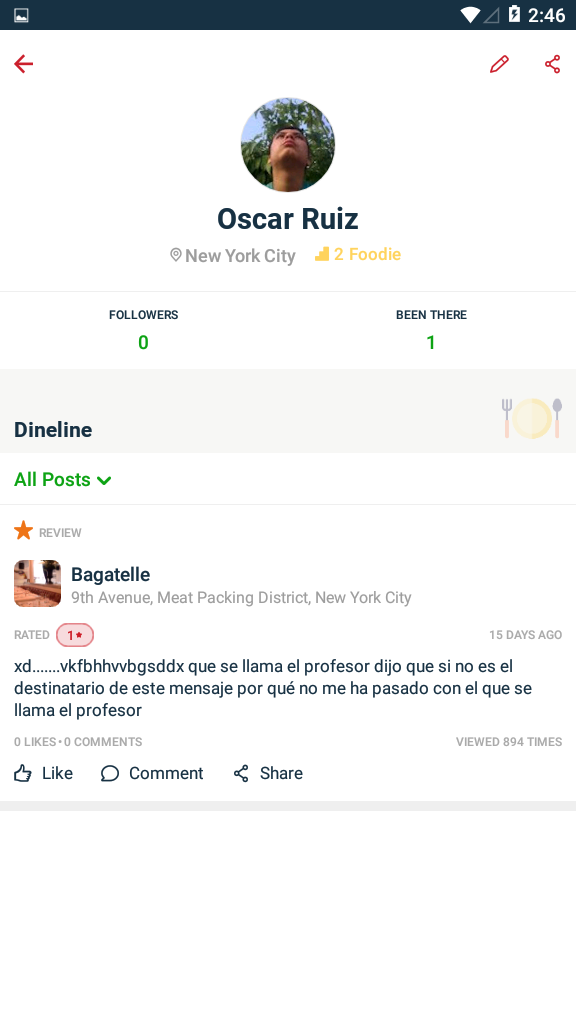 2:46
Oscar Ruiz
New York City 2 Foodie
FOLLOWERS BEEN THERE
0 1
Dineline
All Posts
REVIEW
Bagatelle
9th Avenue, Meat Packing District, New York City
RATED 1★ 15 DAYS AGO
xd.......vkfbhhvvbgsddx que se llama el profesor dijo que si no es el
destinatario de este mensaje por qué no me ha pasado con el que se
llama el profesor
0 LIKES•0 COMMENTS VIEWED 894 TIMES
Like Comment Share